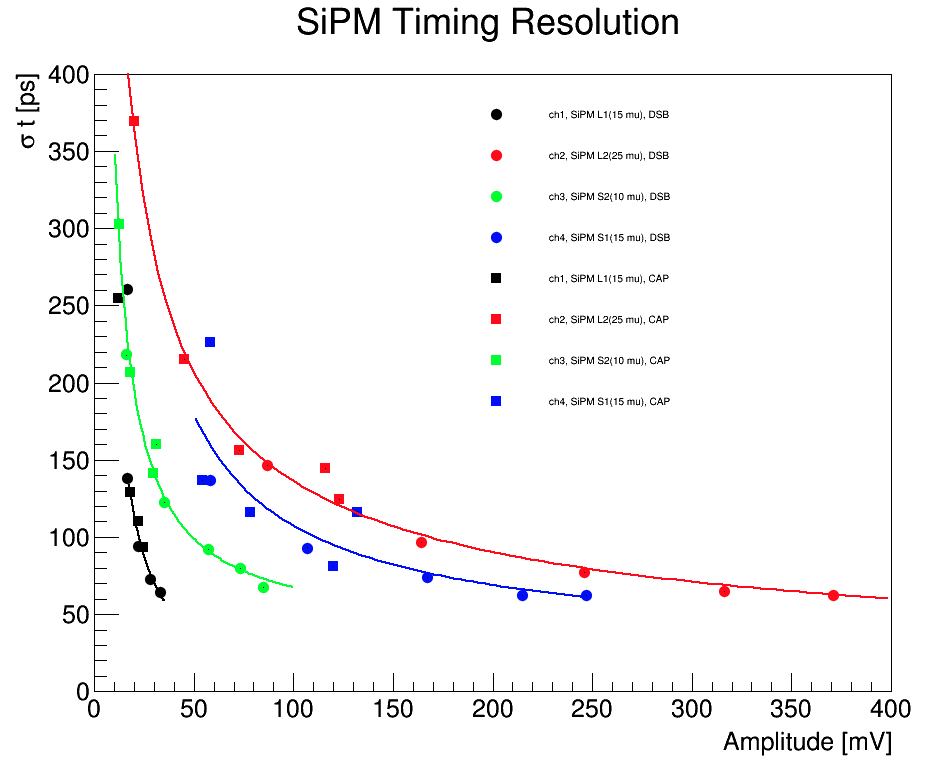 SiPM Timing Resolution
σ t [ps]
400
350
300
250
200
150
100
50
0
ch1, SiPM L1(15 mu), DSB
ch2, SiPM L2(25 mu), DSB
ch3, SiPM S2(10 mu), DSB
ch4, SiPM S1(15 mu), DSB
ch1, SiPM L1(15 mu), CAP
ch2, SiPM L2(25 mu), CAP
ch3, SiPM S2(10 mu), CAP
ch4, SiPM S1(15 mu), CAP
0 50 100 150 200 250 300 350 400
Amplitude [mV]